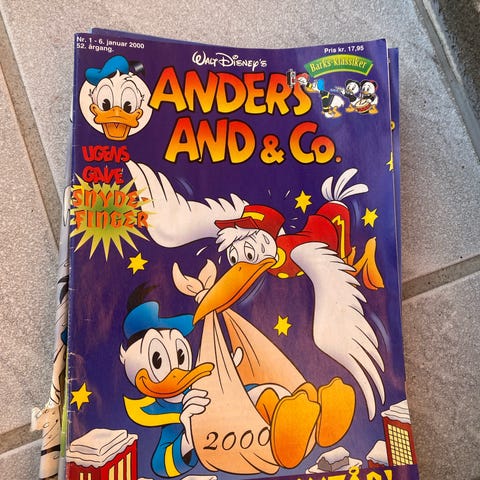 Nr. 1 - 6. januar 2000
52. årgang.
WALT DISNEY'S
Pris kr. 17,95
Barks-klassiker
ANDERS
AND & Co.
UGENS
GAVE
SNYDE-
FINGER
2000